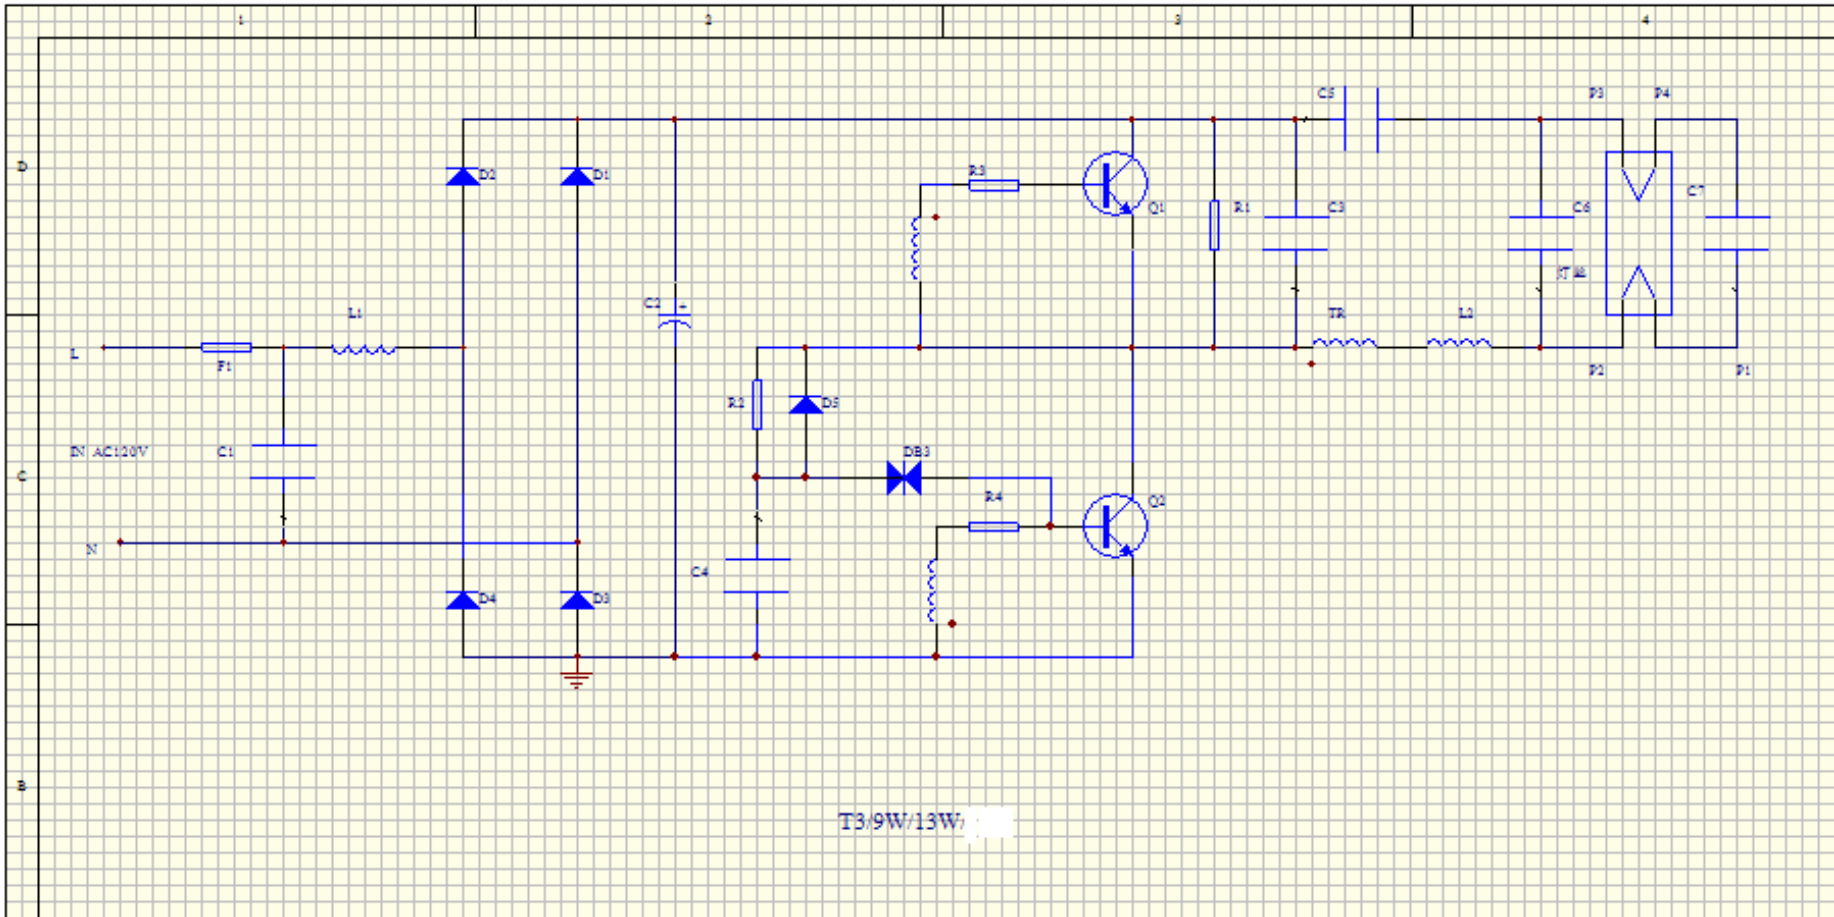 1 2 3 4
C5 P3 P4
D
D2 D1
R3
C7
Q1 R1 C3 C6
C2 +
L1 TR L2
L
F1
P2 P1
R2 D5
IN AC120V C1 DB3
C
R4 Q2
N
C4
D4 D3
B
T3/9W/13W/